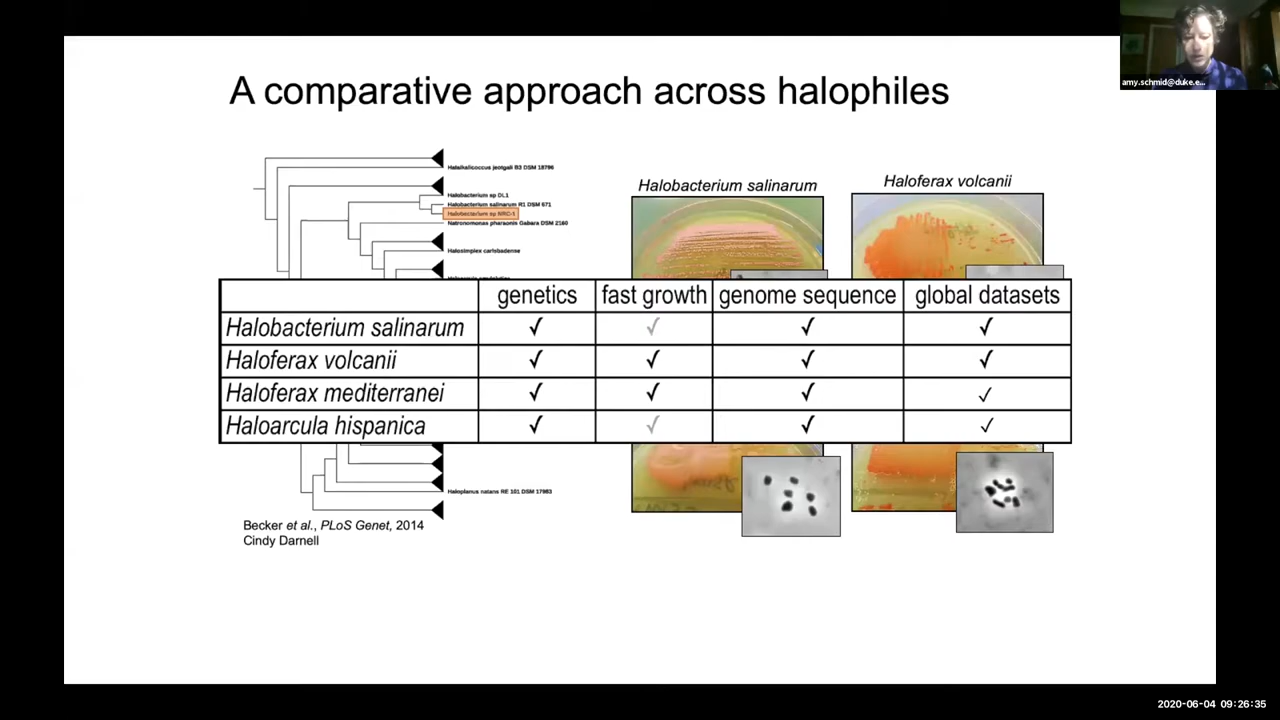 amy.schmid@duke.e...
A comparative approach across halophiles
Halalkalicoccus jeotgali B3 DSM 18796
Halobacterium sp DL1
Halobacterium salinarum R1 DSM 671
Halobacterium sp NRC-1
Natronomonas pharaonis Gabara DSM 2160
Halosimplex carlsbadense
Halobacterium salinarum
Haloferax volcanii
genetics fast growth genome sequence global datasets
Halobacterium salinarum √ √ √ √
Haloferax volcanii √ √ √ √
Haloferax mediterranei √ √ √ √
Haloarcula hispanica √ √ √ √
Haloplanus natans RE 101 DSM 17983
Becker et al., PLoS Genet, 2014
Cindy Darnell
2020-06-04 09:26:35